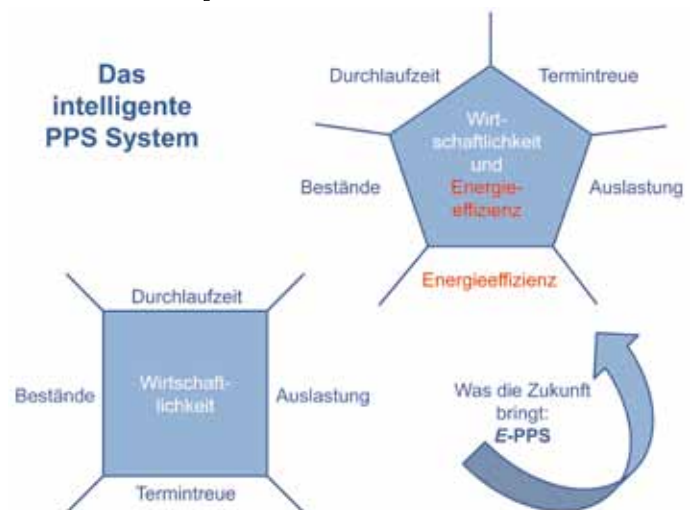 Das
intelligente
PPS System
Durchlaufzeit
Termintreue
Wirt-
schaftlichkeit
und
Energie-
effizienz
Bestände
Auslastung
Energieeffizienz
Durchlaufzeit
Bestände
Wirtschaft-
lichkeit
Auslastung
Termintreue
Was die Zukunft
bringt:
E-PPS